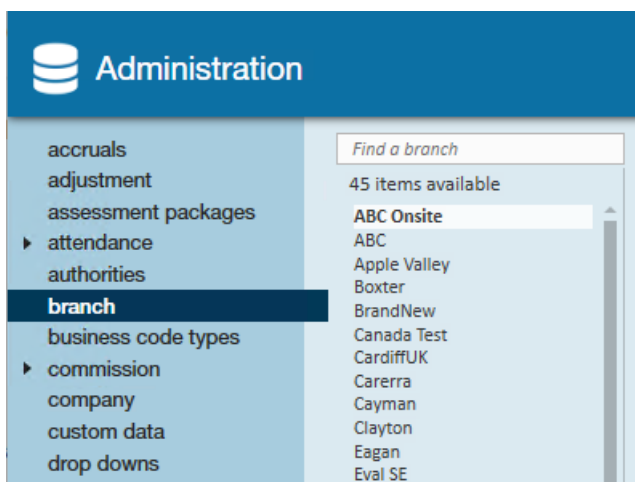 Administration
accruals
adjustment
assessment packages
attendance
authorities
branch
business code types
commission
company
custom data
drop downs
Find a branch
45 items available
ABC Onsite
ABC
Apple Valley
Boxter
BrandNew
Canada Test
CardiffUK
Carerra
Cayman
Clayton
Eagan
Eval SE